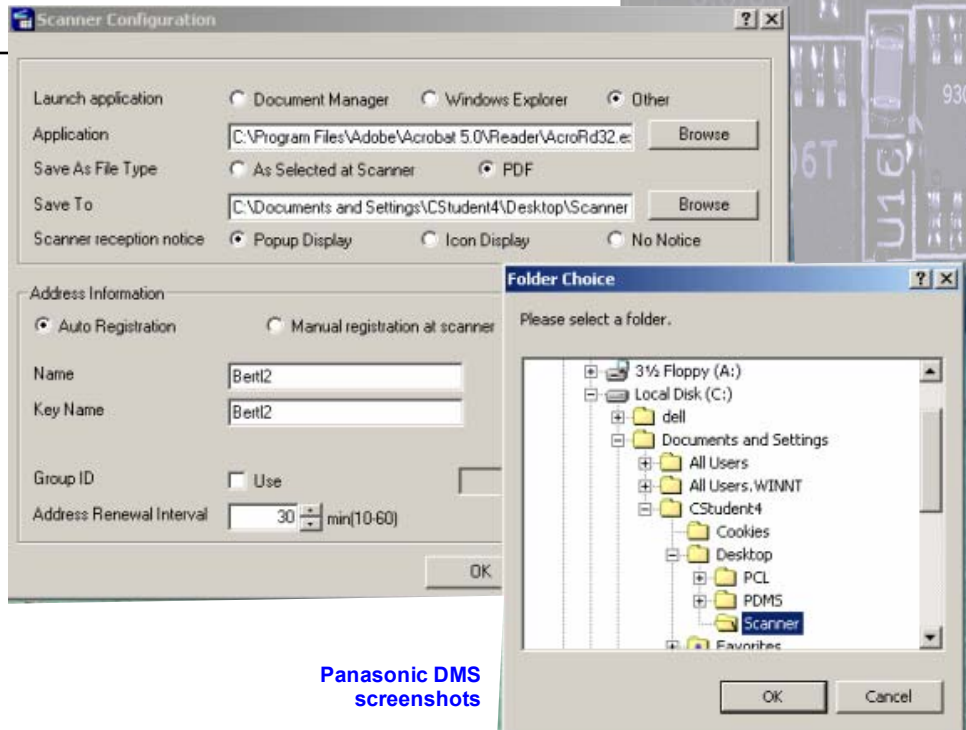 Scanner Configuration
Launch application Document Manager Windows Explorer Other
Application C:\Program Files\Adobe\Acrobat 5.0\Reader\AcroRd32.e Browse
Save As File Type As Selected at Scanner PDF
Save To C:\Documents and Settings\CStudent4\Desktop\Scanner Browse
Scanner reception notice Popup Display Icon Display No Notice
Address Information
Auto Registration Manual registration at scanner
Name Bertl2
Key Name Bertl2
Group ID Use
Address Renewal Interval 30 min(10-60)
OK
Folder Choice
Please select a folder.
3½ Floppy (A:)
Local Disk (C:)
dell
Documents and Settings
All Users
All Users.WINNT
CStudent4
Cookies
Desktop
PCL
PDMS
Scanner
Favorites
OK Cancel
Panasonic DMS
screenshots
930
06T
U16